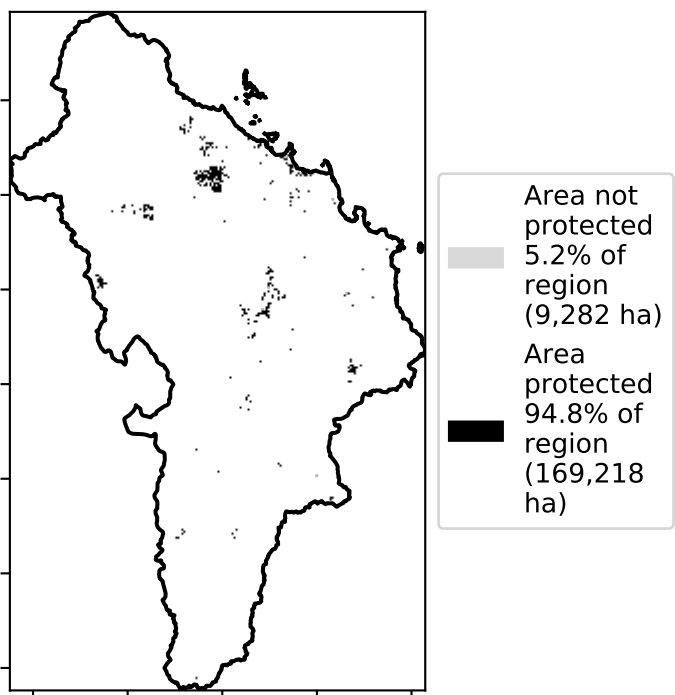 Area not
protected
5.2% of
region
(9,282 ha)
Area
protected
94.8% of
region
(169,218
ha)